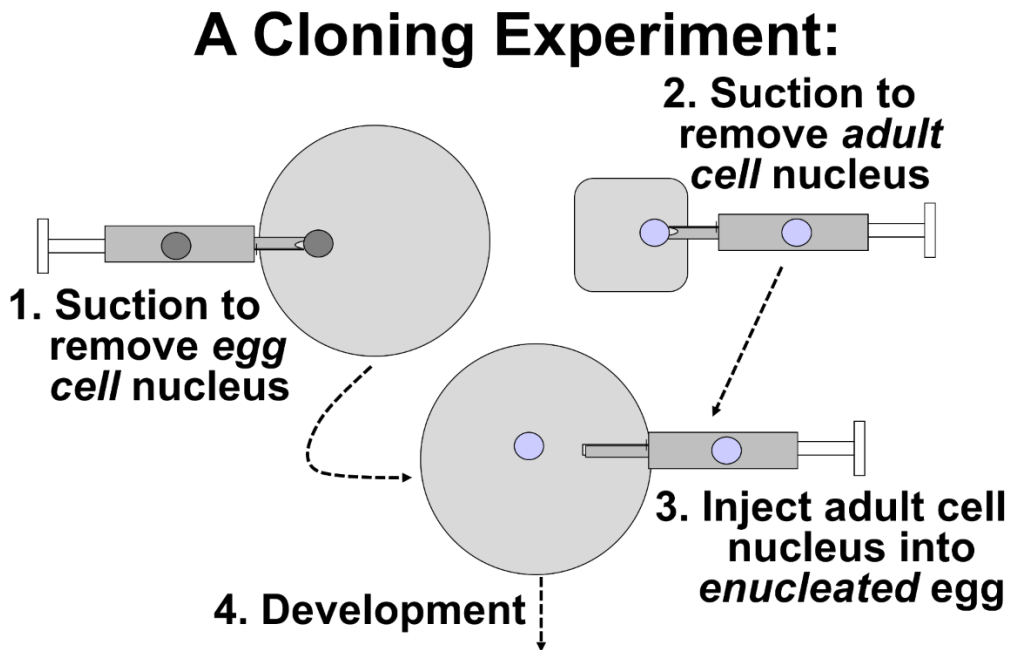 A Cloning Experiment:
1. Suction to
remove egg
cell nucleus
2. Suction to
remove adult
cell nucleus
3. Inject adult cell
nucleus into
enucleated egg
4. Development